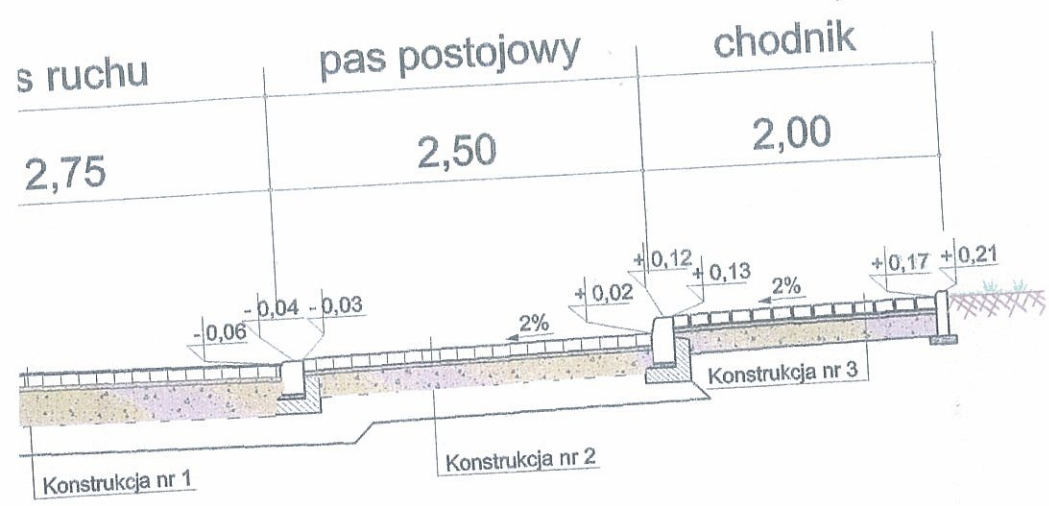 s ruchu
pas postojowy
chodnik
2,75
2,50
2,00
- 0,06
- 0,04
- 0,03
+ 0,02
+ 0,12
+ 0,13
+ 0,17
+ 0,21
2%
2%
Konstrukcja nr 1
Konstrukcja nr 2
Konstrukcja nr 3